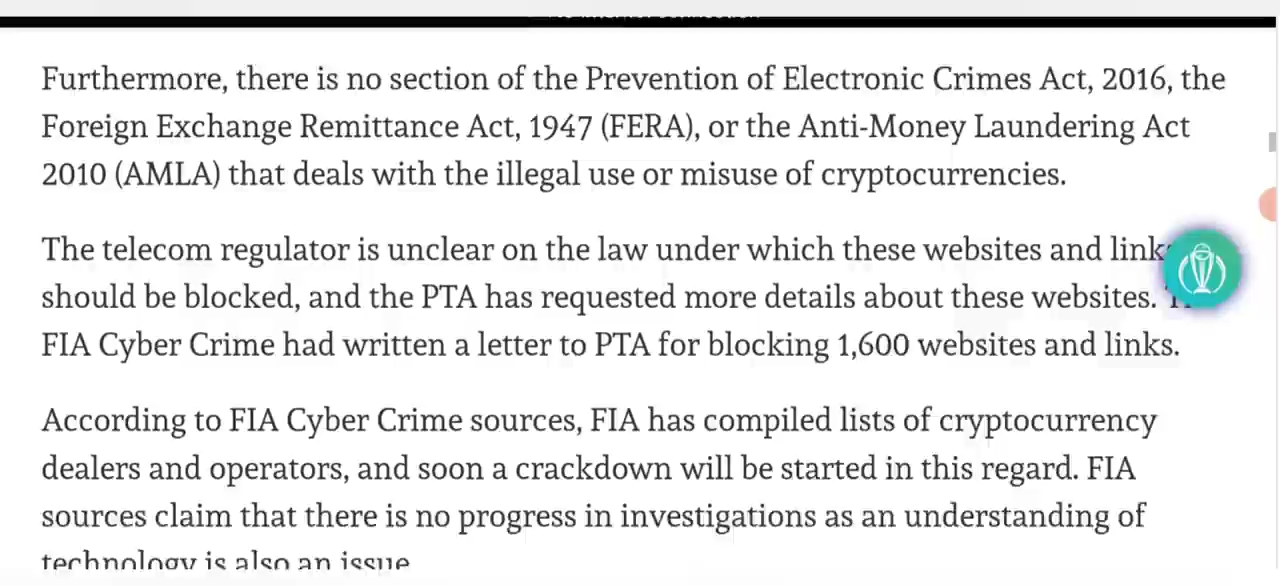 Furthermore, there is no section of the Prevention of Electronic Crimes Act, 2016, the
Foreign Exchange Remittance Act, 1947 (FERA), or the Anti-Money Laundering Act
2010 (AMLA) that deals with the illegal use or misuse of cryptocurrencies.
The telecom regulator is unclear on the law under which these websites and link
should be blocked, and the PTA has requested more details about these websites.
FIA Cyber Crime had written a letter to PTA for blocking 1,600 websites and links.
According to FIA Cyber Crime sources, FIA has compiled lists of cryptocurrency
dealers and operators, and soon a crackdown will be started in this regard. FIA
sources claim that there is no progress in investigations as an understanding of
technology is also an issue